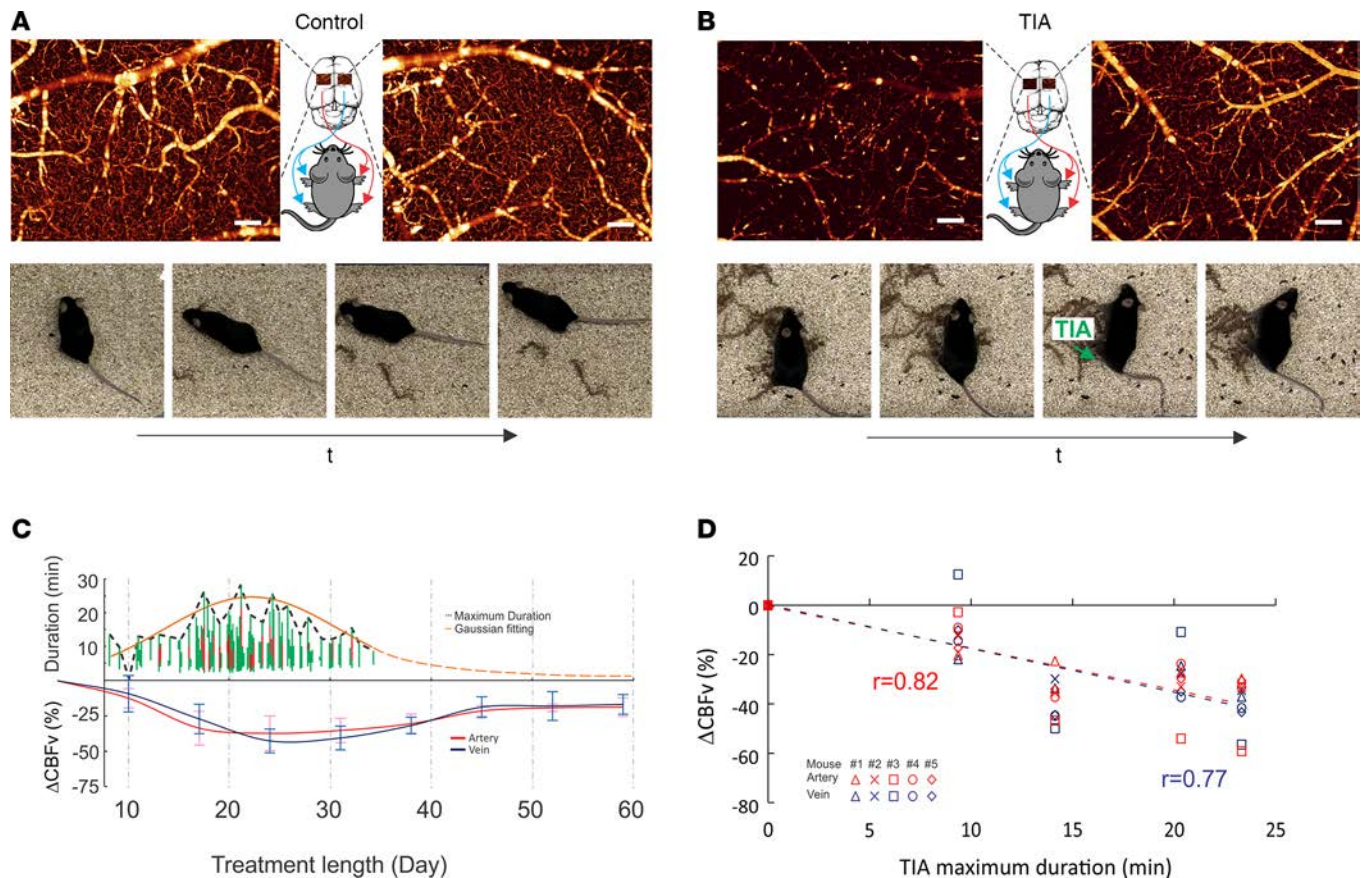 A
Control
t
B
TIA
TIA
t
C
Duration (min)
30
20
10
0
Maximum Duration
Gaussian fitting
ΔCBFv (%)
-25
-50
-75
Artery
Vein
10 20 30 40 50 60
Treatment length (Day)
D
ΔCBFv (%)
20
0
-20
-40
-60
-80
r=0.82
r=0.77
Mouse #1 #2 #3 #4 #5
Artery
Vein
0 5 10 15 20 25
TIA maximum duration (min)